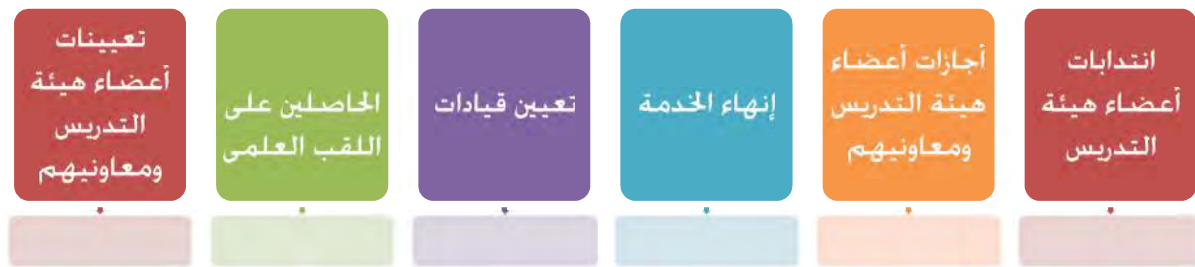 انتدابات
أعضاء هيئة
التدريس
أجازات أعضاء
هيئة التدريس
ومعاونيهم
إنهاء الخدمة
تعيين قيادات
الحاصلين على
اللقب العلمى
تعيينات
أعضاء هيئة
التدريس
ومعاونيهم